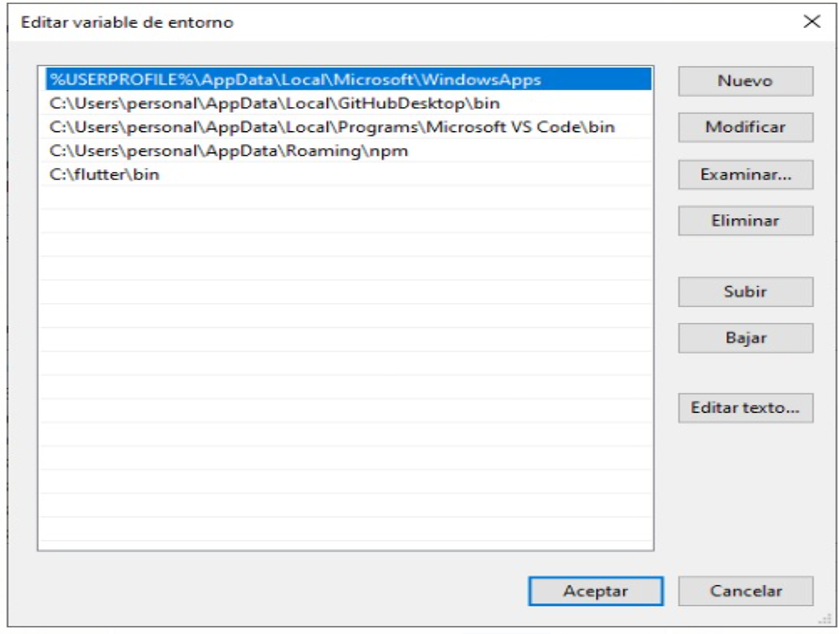 Editar variable de entorno
%USERPROFILE%\AppData\Local\Microsoft\WindowsApps
C:\Users\personal\AppData\Local\GitHubDesktop\bin
C:\Users\personal\AppData\Local\Programs\Microsoft VS Code\bin
C:\Users\personal\AppData\Roaming\npm
C:\flutter\bin
Nuevo
Modificar
Examinar...
Eliminar
Subir
Bajar
Editar texto...
Aceptar
Cancelar